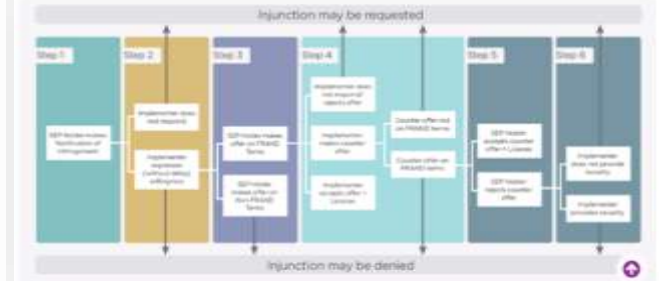 Injunction may be requested
Step 1
Step 2
Step 3
Step 4
Step 5
Step 6
SEP holder makes
Notification of
Infringement
Implementer does
not respond
Implementer
expresses
(without delay)
willingness
SEP holder makes
offer on FRAND
Terms
SEP holder
makes offer on
Non-FRAND
Terms
Implementer does
not respond/
rejects offer
Implementer
makes counter
offer
Implementer
accepts offer =
License
Counter offer not
on FRAND terms
Counter offer on
FRAND terms
SEP holder
accepts counter
offer = License
SEP holder
rejects counter
offer
Implementer
does not provide
security
Implementer
provides security
Injunction may be denied